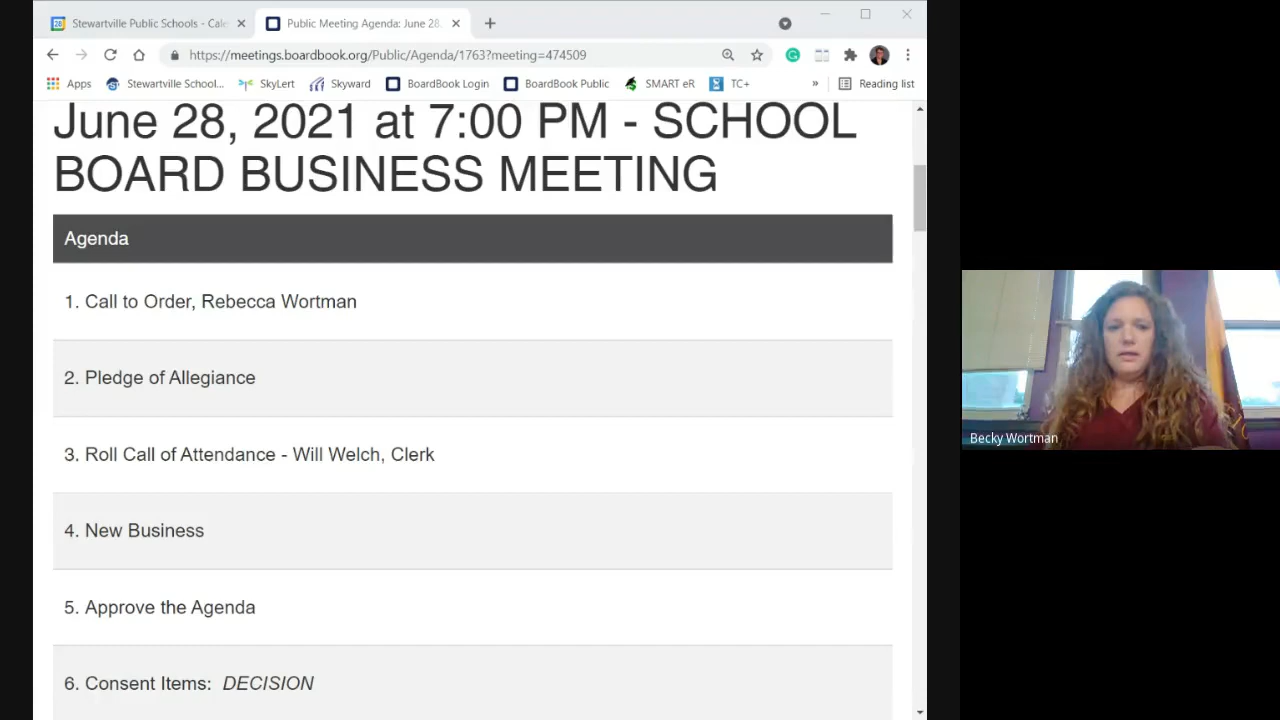 Stewartville Public Schools - Cale
Public Meeting Agenda: June 28,
https://meetings.boardbook.org/Public/Agenda/1763?meeting=474509
Apps
Stewartville School...
SkyLert
Skyward
BoardBook Login
BoardBook Public
SMART eR
TC+
»
Reading list
June 28, 2021 at 7:00 PM - SCHOOL
BOARD BUSINESS MEETING
Agenda
1. Call to Order, Rebecca Wortman
2. Pledge of Allegiance
3. Roll Call of Attendance - Will Welch, Clerk
4. New Business
5. Approve the Agenda
6. Consent Items: DECISION
Becky Wortman